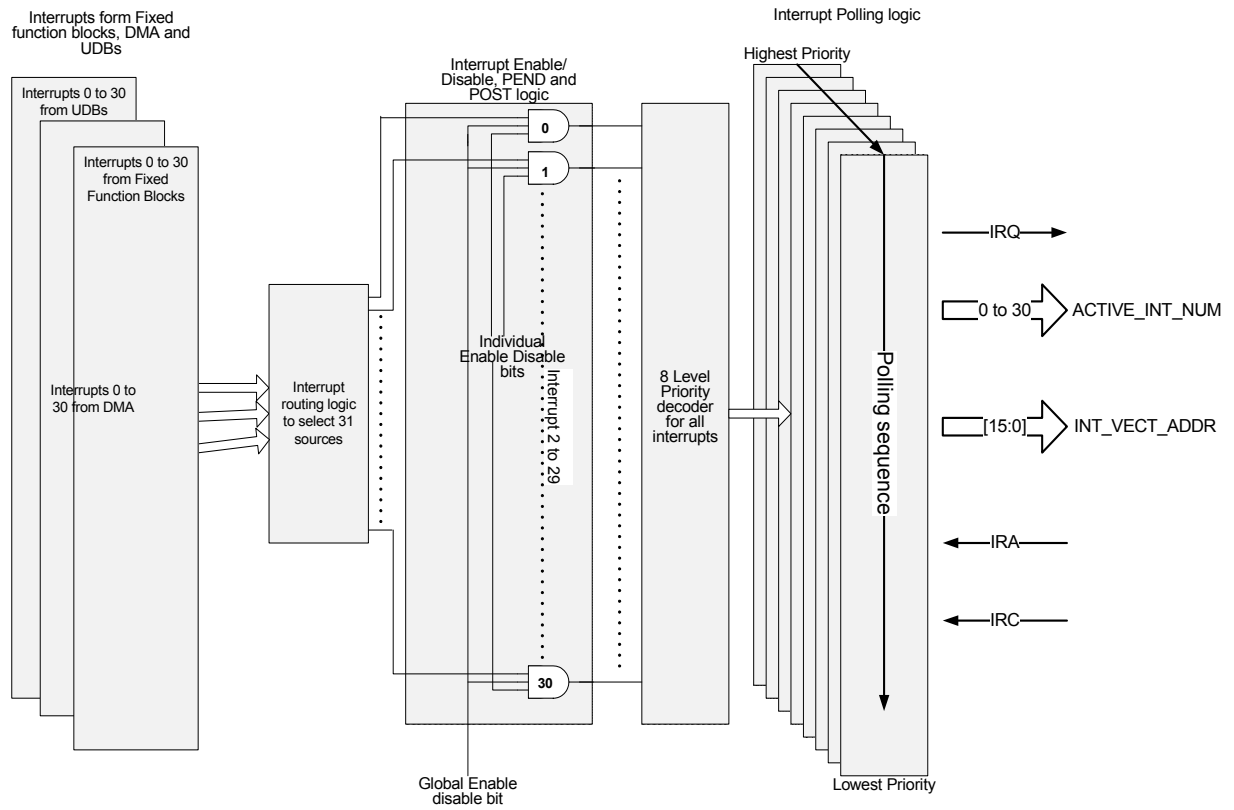 Interrupts form Fixed
function blocks, DMA and
UDBs
Interrupts 0 to 30
from UDBs
Interrupts 0 to 30
from Fixed
Function Blocks
Interrupts 0 to
30 from DMA
Interrupt
routing logic
to select 31
sources
Interrupt Enable/
Disable, PEND and
POST logic
0
1
Individual
Enable Disable
bits
Interrupt 2 to 29
30
Global Enable
disable bit
8 Level
Priority
decoder
for all
interrupts
Interrupt Polling logic
Highest Priority
Polling sequence
Lowest Priority
IRQ
0 to 30
ACTIVE_INT_NUM
[15:0]
INT_VECT_ADDR
IRA
IRC